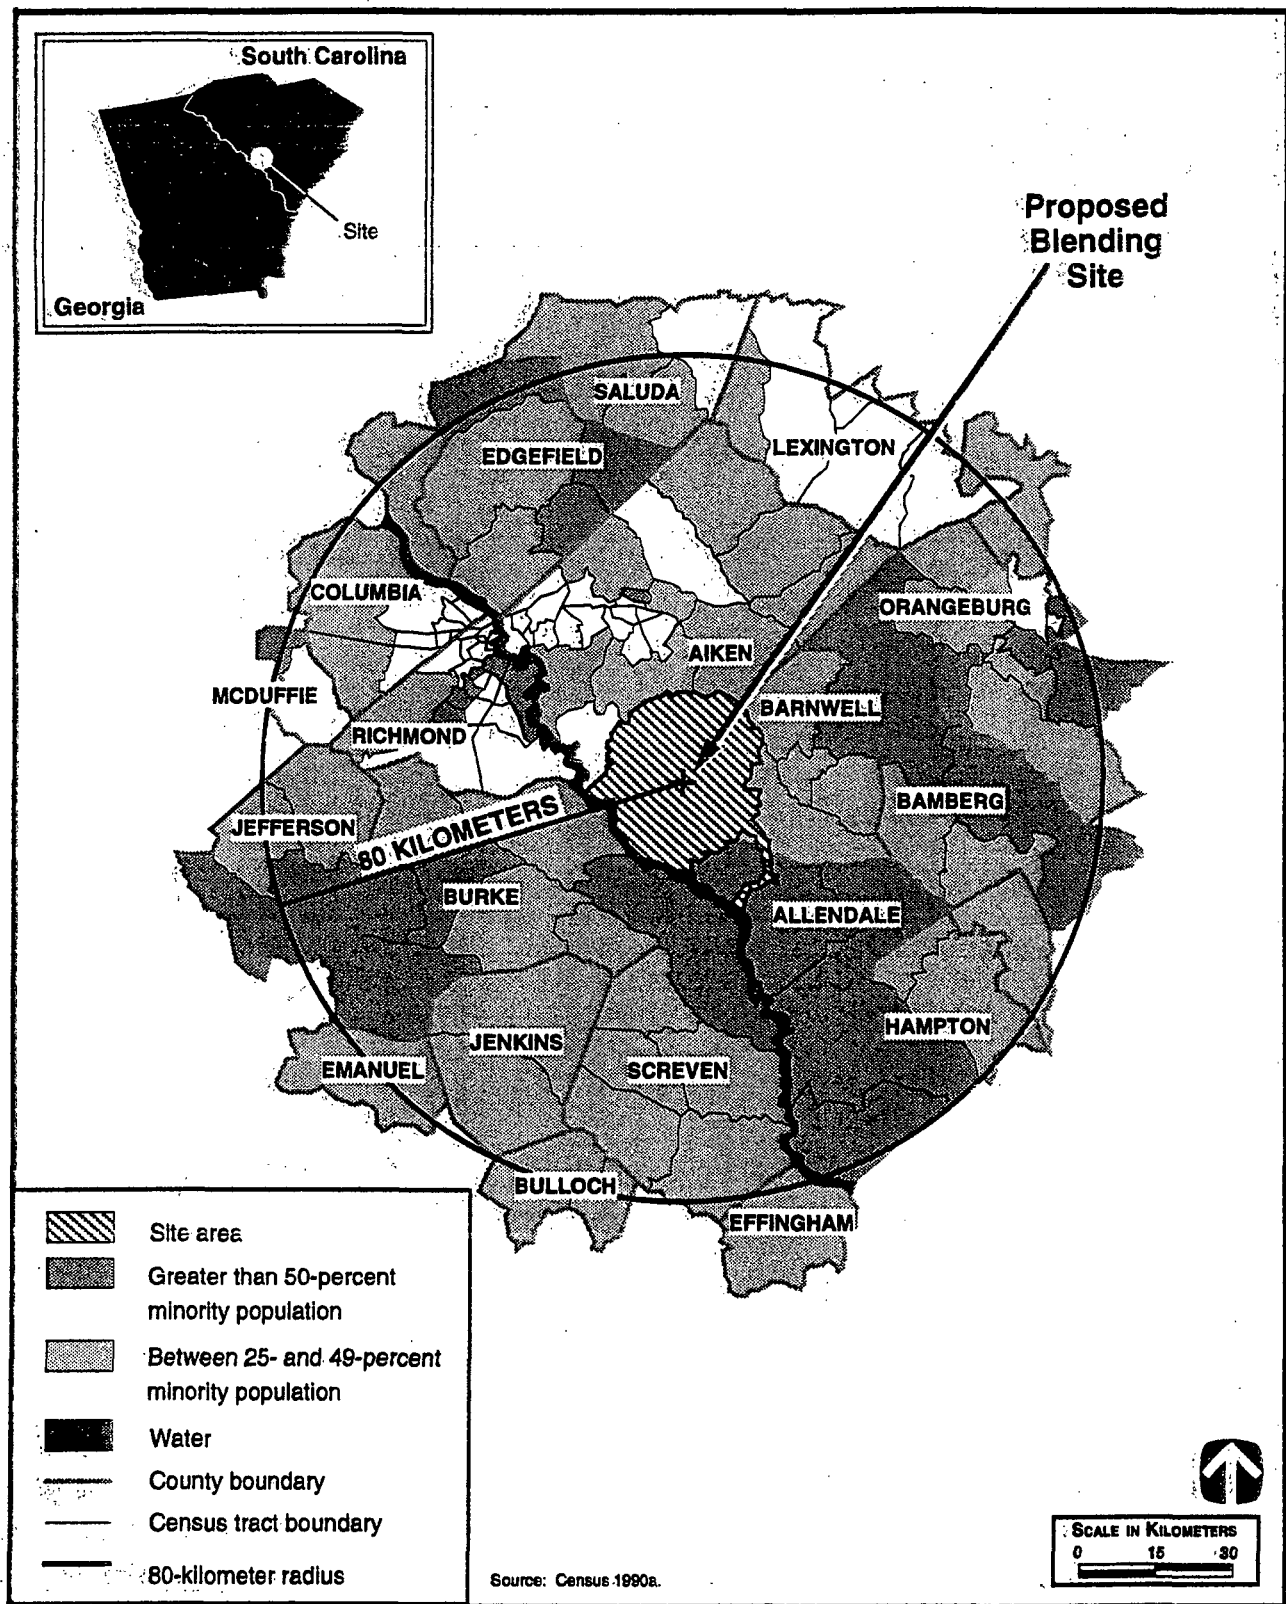 South Carolina
Site
Georgia
Proposed
Blending
Site
SALUDA
LEXINGTON
EDGEFIELD
COLUMBIA
ORANGEBURG
AIKEN
MCDUFFIE
BARNWELL
RICHMOND
BAMBERG
JEFFERSON
80 KILOMETERS
BURKE
ALLENDALE
HAMPTON
JENKINS
SCREVEN
EMANUEL
BULLOCH
EFFINGHAM
Site area
Greater than 50-percent
minority population
Between 25- and 49-percent
minority population
Water
County boundary
Census tract boundary
80-kilometer radius
Source: Census 1990a.
SCALE IN KILOMETERS
0 15 30